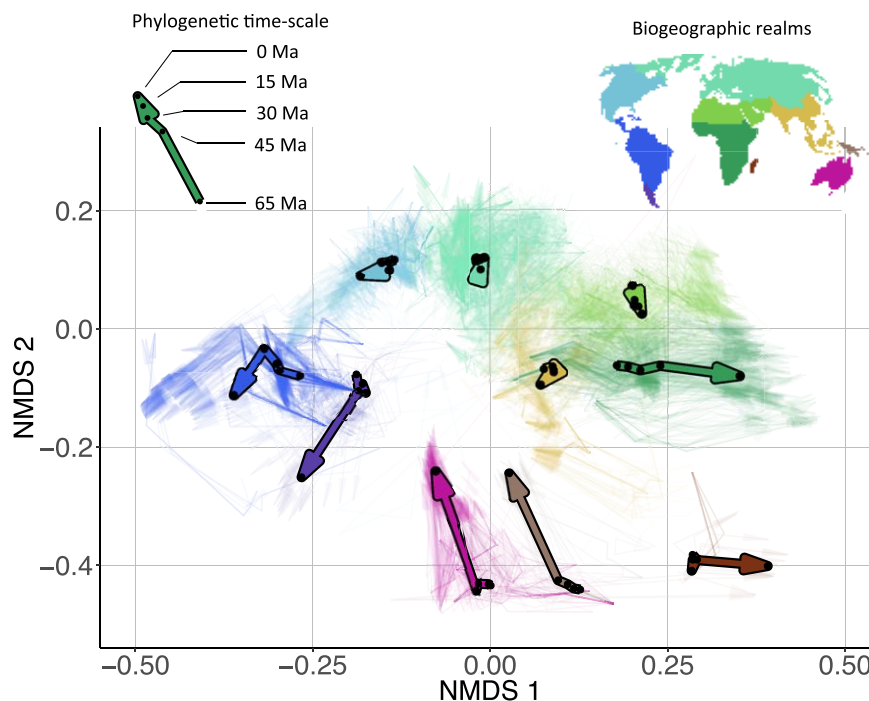 Phylogenetic time-scale
0 Ma
15 Ma
30 Ma
45 Ma
65 Ma
Biogeographic realms
0.2
0.0
−0.2
−0.4
NMDS 2
−0.50
−0.25
0.00
0.25
0.50
NMDS 1